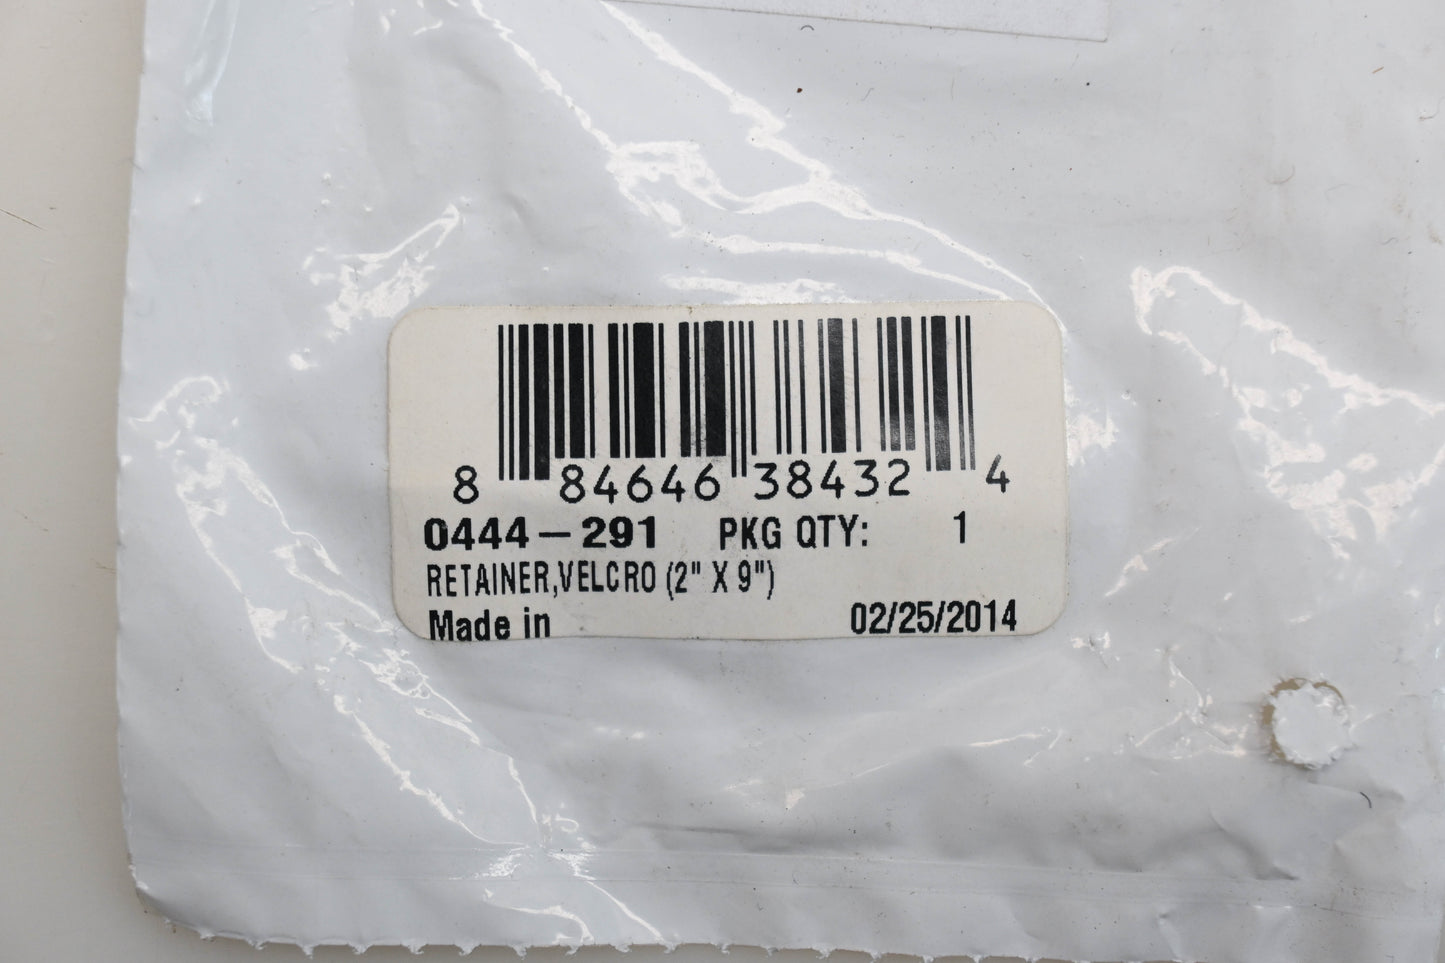 8 84646 38432 4
0444-291 PKG QTY: 1
RETAINER,VELCRO (2" X 9")
Made in 02/25/2014